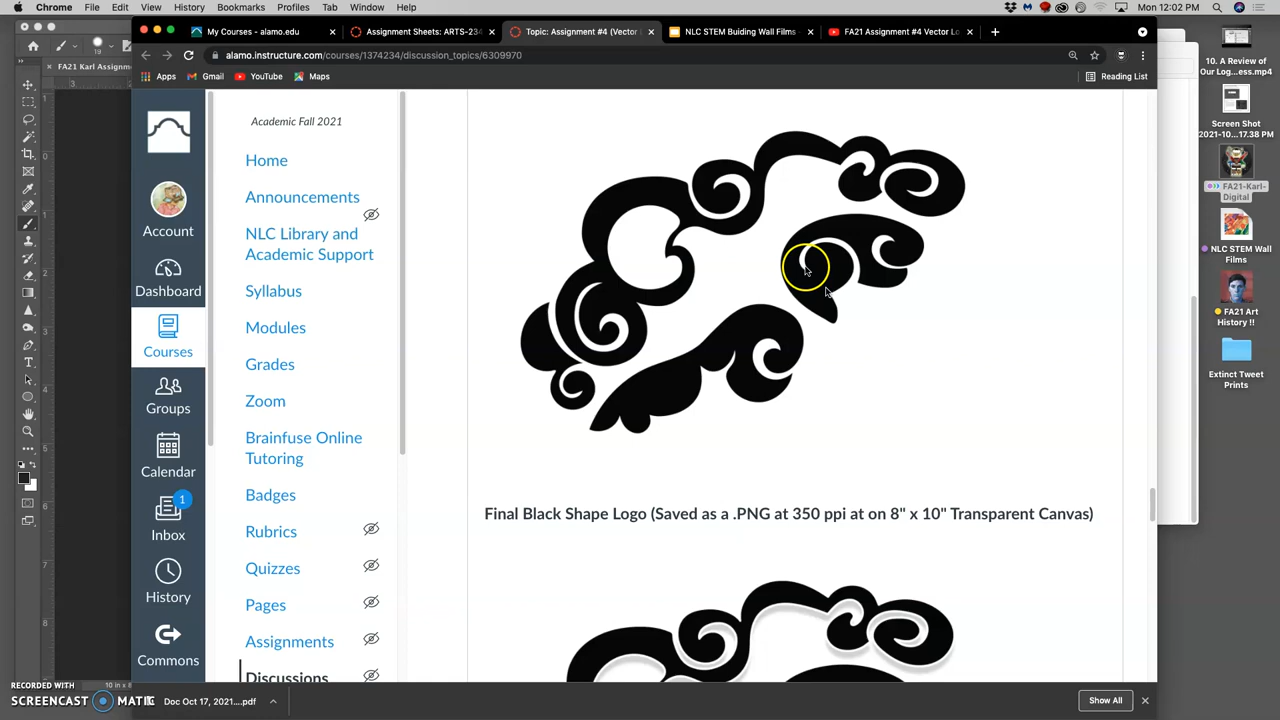 Chrome File Edit View History Bookmarks Profiles Tab Window Help
Mon 12:02 PM
My Courses - alamo.edu
Assignment Sheets: ARTS-234
Topic: Assignment #4 (Vector L
NLC STEM Buiding Wall Films -
FA21 Assignment #4 Vector Lo
FA21 Karl Assignm
alamo.instructure.com/courses/1374234/discussion_topics/6309970
Apps Gmail YouTube Maps
Reading List
Account
Dashboard
Courses
Groups
Calendar
1
Inbox
History
Commons
Academic Fall 2021
Home
Announcements
NLC Library and
Academic Support
Syllabus
Modules
Grades
Zoom
Brainfuse Online
Tutoring
Badges
Rubrics
Quizzes
Pages
Assignments
Discussions
Final Black Shape Logo (Saved as a .PNG at 350 ppi at on 8" x 10" Transparent Canvas)
10. A Review of
Our Log...ess.mp4
Screen Shot
2021-10...17.38 PM
FA21-Karl-
Digital
NLC STEM Wall
Films
FA21 Art
History !!
Extinct Tweet
Prints
RECORDED WITH
SCREENCAST MATIC
Doc Oct 17, 2021....pdf
Show All